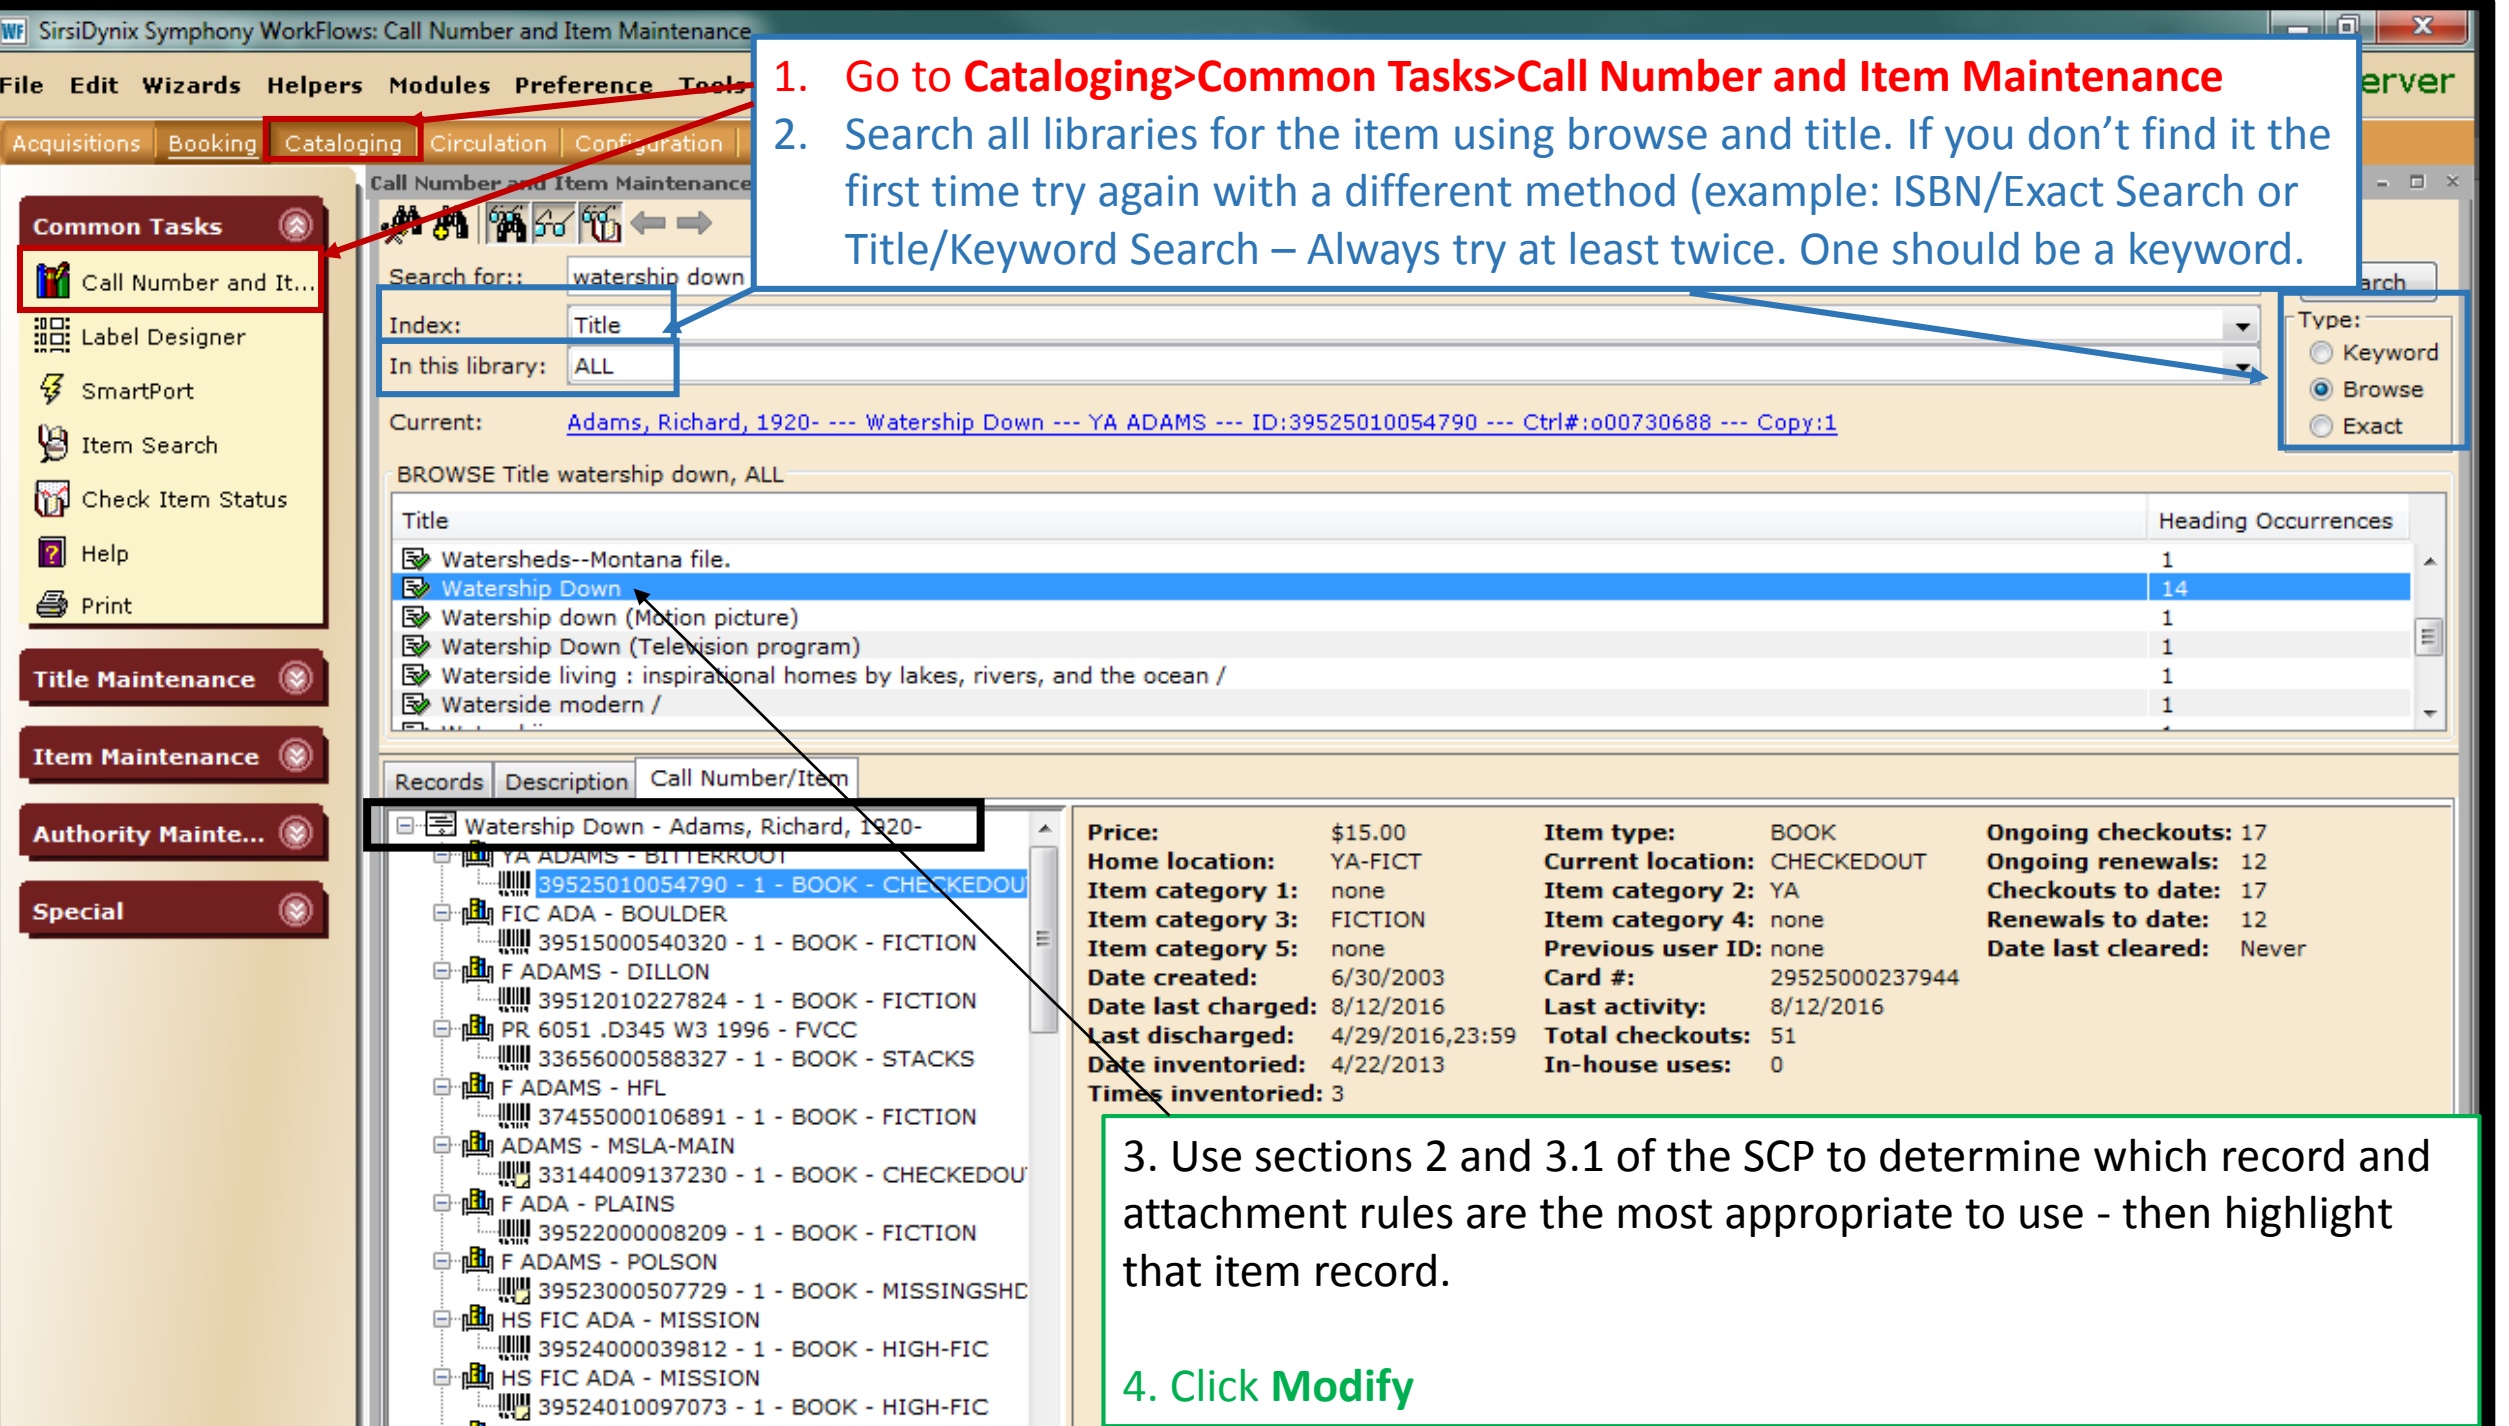 SirsiDynix Symphony WorkFlows: Call Number and Item Maintenance
File Edit Wizards Helpers Modules Preference Tools
1. Go to Cataloging>Common Tasks>Call Number and Item Maintenance
2. Search all libraries for the item using browse and title. If you don’t find it the
first time try again with a different method (example: ISBN/Exact Search or
Title/Keyword Search – Always try at least twice. One should be a keyword.
Acquisitions Booking Cataloging Circulation Configuration
Common Tasks
Call Number and It...
Label Designer
SmartPort
Item Search
Check Item Status
Help
Print
Title Maintenance
Item Maintenance
Authority Mainte...
Special
Call Number and Item Maintenance
Search for:: watership down
Index: Title
In this library: ALL
Type:
Keyword
Browse
Exact
Current: Adams, Richard, 1920- --- Watership Down --- YA ADAMS --- ID:39525010054790 --- Ctrl#:o00730688 --- Copy:1
BROWSE Title watership down, ALL
Title Heading Occurrences
Watersheds--Montana file. 1
Watership Down 14
Watership down (Motion picture) 1
Watership Down (Television program) 1
Waterside living : inspirational homes by lakes, rivers, and the ocean / 1
Waterside modern / 1
Records Description Call Number/Item
Watership Down - Adams, Richard, 1920-
YA ADAMS - BITTERROOT
39525010054790 - 1 - BOOK - CHECKEDOU
FIC ADA - BOULDER
39515000540320 - 1 - BOOK - FICTION
F ADAMS - DILLON
39512010227824 - 1 - BOOK - FICTION
PR 6051 .D345 W3 1996 - FVCC
33656000588327 - 1 - BOOK - STACKS
F ADAMS - HFL
37455000106891 - 1 - BOOK - FICTION
ADAMS - MSLA-MAIN
33144009137230 - 1 - BOOK - CHECKEDOU
F ADA - PLAINS
39522000008209 - 1 - BOOK - FICTION
F ADAMS - POLSON
39523000507729 - 1 - BOOK - MISSINGSHD
HS FIC ADA - MISSION
39524000039812 - 1 - BOOK - HIGH-FIC
HS FIC ADA - MISSION
39524010097073 - 1 - BOOK - HIGH-FIC
Price: $15.00 Item type: BOOK Ongoing checkouts: 17
Home location: YA-FICT Current location: CHECKEDOUT Ongoing renewals: 12
Item category 1: none Item category 2: YA Checkouts to date: 17
Item category 3: FICTION Item category 4: none Renewals to date: 12
Item category 5: none Previous user ID: none Date last cleared: Never
Date created: 6/30/2003 Card #: 29525000237944
Date last charged: 8/12/2016 Last activity: 8/12/2016
Last discharged: 4/29/2016,23:59 Total checkouts: 51
Date inventoried: 4/22/2013 In-house uses: 0
Times inventoried: 3
3. Use sections 2 and 3.1 of the SCP to determine which record and
attachment rules are the most appropriate to use - then highlight
that item record.
4. Click Modify